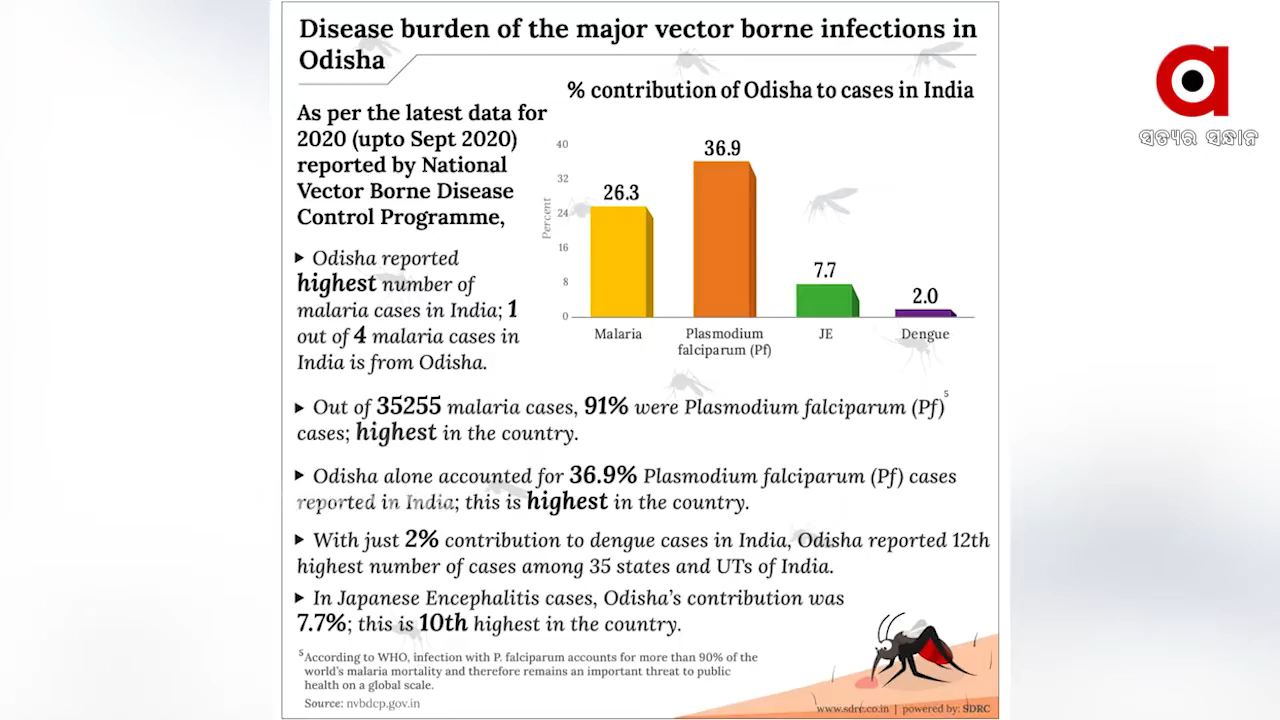 Disease burden of the major vector borne infections in
Odisha
% contribution of Odisha to cases in India
As per the latest data for
2020 (upto Sept 2020)
reported by National
Vector Borne Disease
Control Programme,
▶ Odisha reported
highest number of
malaria cases in India; 1
out of 4 malaria cases in
India is from Odisha.
Percent
40
32
24
16
8
0
26.3
36.9
7.7
2.0
Malaria
Plasmodium
falciparum (Pf)
JE
Dengue
▶ Out of 35255 malaria cases, 91% were Plasmodium falciparum (Pf)⁵
cases; highest in the country.
▶ Odisha alone accounted for 36.9% Plasmodium falciparum (Pf) cases
reported in India; this is highest in the country.
▶ With just 2% contribution to dengue cases in India, Odisha reported 12th
highest number of cases among 35 states and UTs of India.
▶ In Japanese Encephalitis cases, Odisha's contribution was
7.7%; this is 10th highest in the country.
⁵According to WHO, infection with P. falciparum accounts for more than 90% of the
world's malaria mortality and therefore remains an important threat to public
health on a global scale.
Source: nvbdcp.gov.in
www.sdrc.co.in | powered by: SDRC
a
ସତ୍ୟର ସନ୍ଧାନ